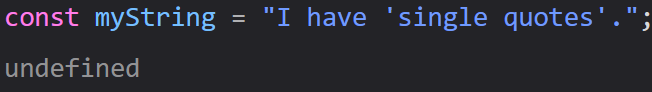 const myString = "I have 'single quotes'.";
undefined